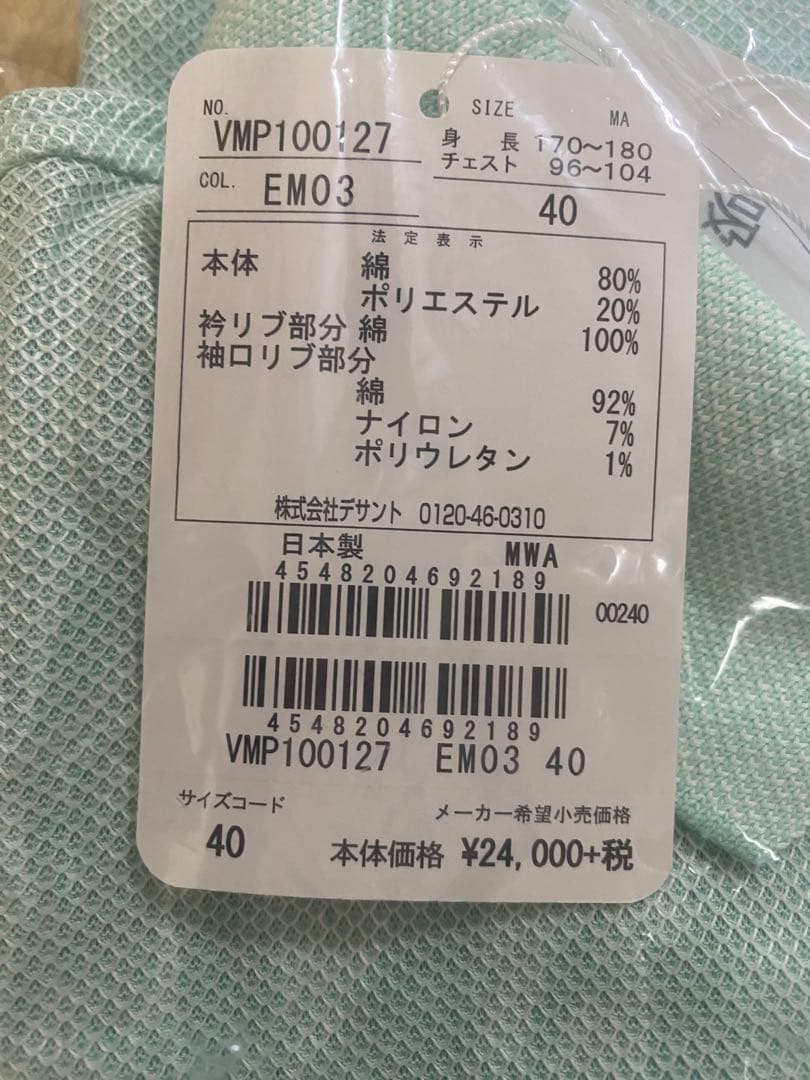 NO.
VMP100127
COL. EM03
SIZE MA
身長 170～180
チェスト 96～104
40
法定表示
本体 綿 80%
ポリエステル 20%
衿リブ部分 綿 100%
袖口リブ部分
綿 92%
ナイロン 7%
ポリウレタン 1%
株式会社デサント 0120-46-0310
日本製 MWA
4548204692189
00240
4548204692189
VMP100127 EM03 40
サイズコード
40
メーカー希望小売価格
本体価格 ¥24,000+税
吸